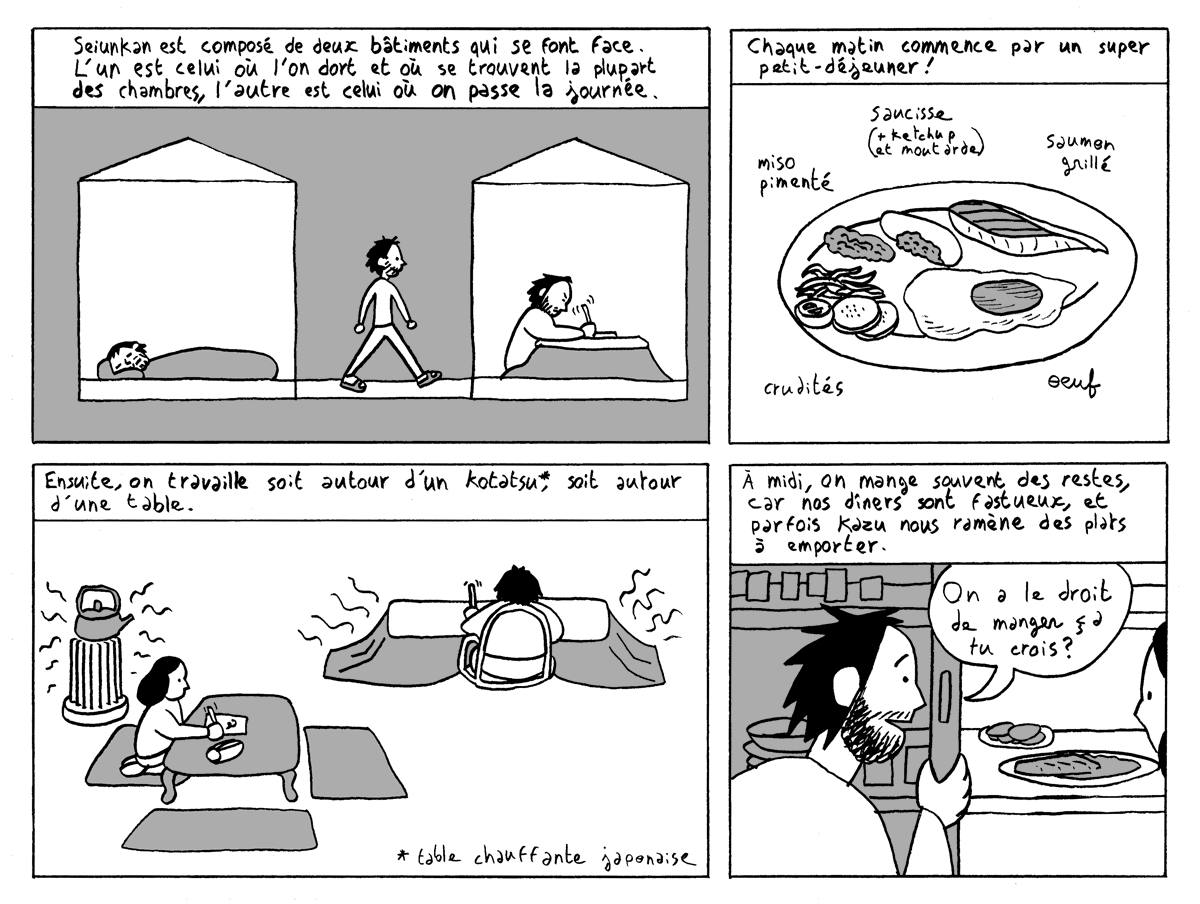 Seiunkan est composé de deux bâtiments qui se font face.
L'un est celui où l'on dort et où se trouvent la plupart
des chambres, l'autre est celui où on passe la journée.
Chaque matin commence par un super
petit-déjeuner!
saucisse
(+ ketchup
et moutarde)
saumon
grillé
miso
pimenté
crudités
oeuf
Ensuite, on travaille soit autour d'un kotatsu*, soit autour
d'une table.
* table chauffante japonaise
À midi, on mange souvent des restes,
car nos dîners sont fastueux, et
parfois Kazu nous ramène des plats
à emporter.
On a le droit
de manger ça
tu crois?